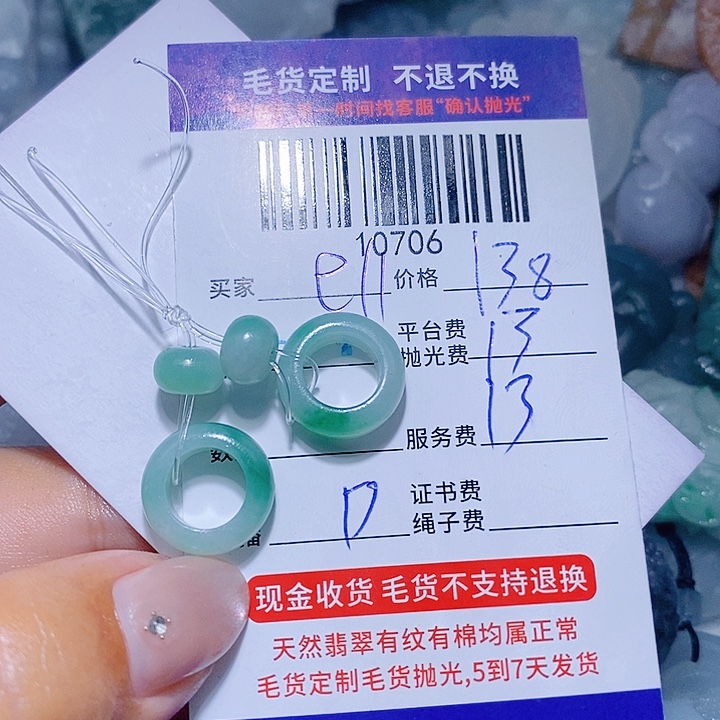 毛货定制 不退不换
一时间找客服"确认抛光"
10706
买家 ell 价格 138
平台费
抛光费 13
服务费 13
D 证书费
绳子费
现金收货 毛货不支持退换
天然翡翠有纹有棉均属正常
毛货定制毛货抛光,5到7天发货